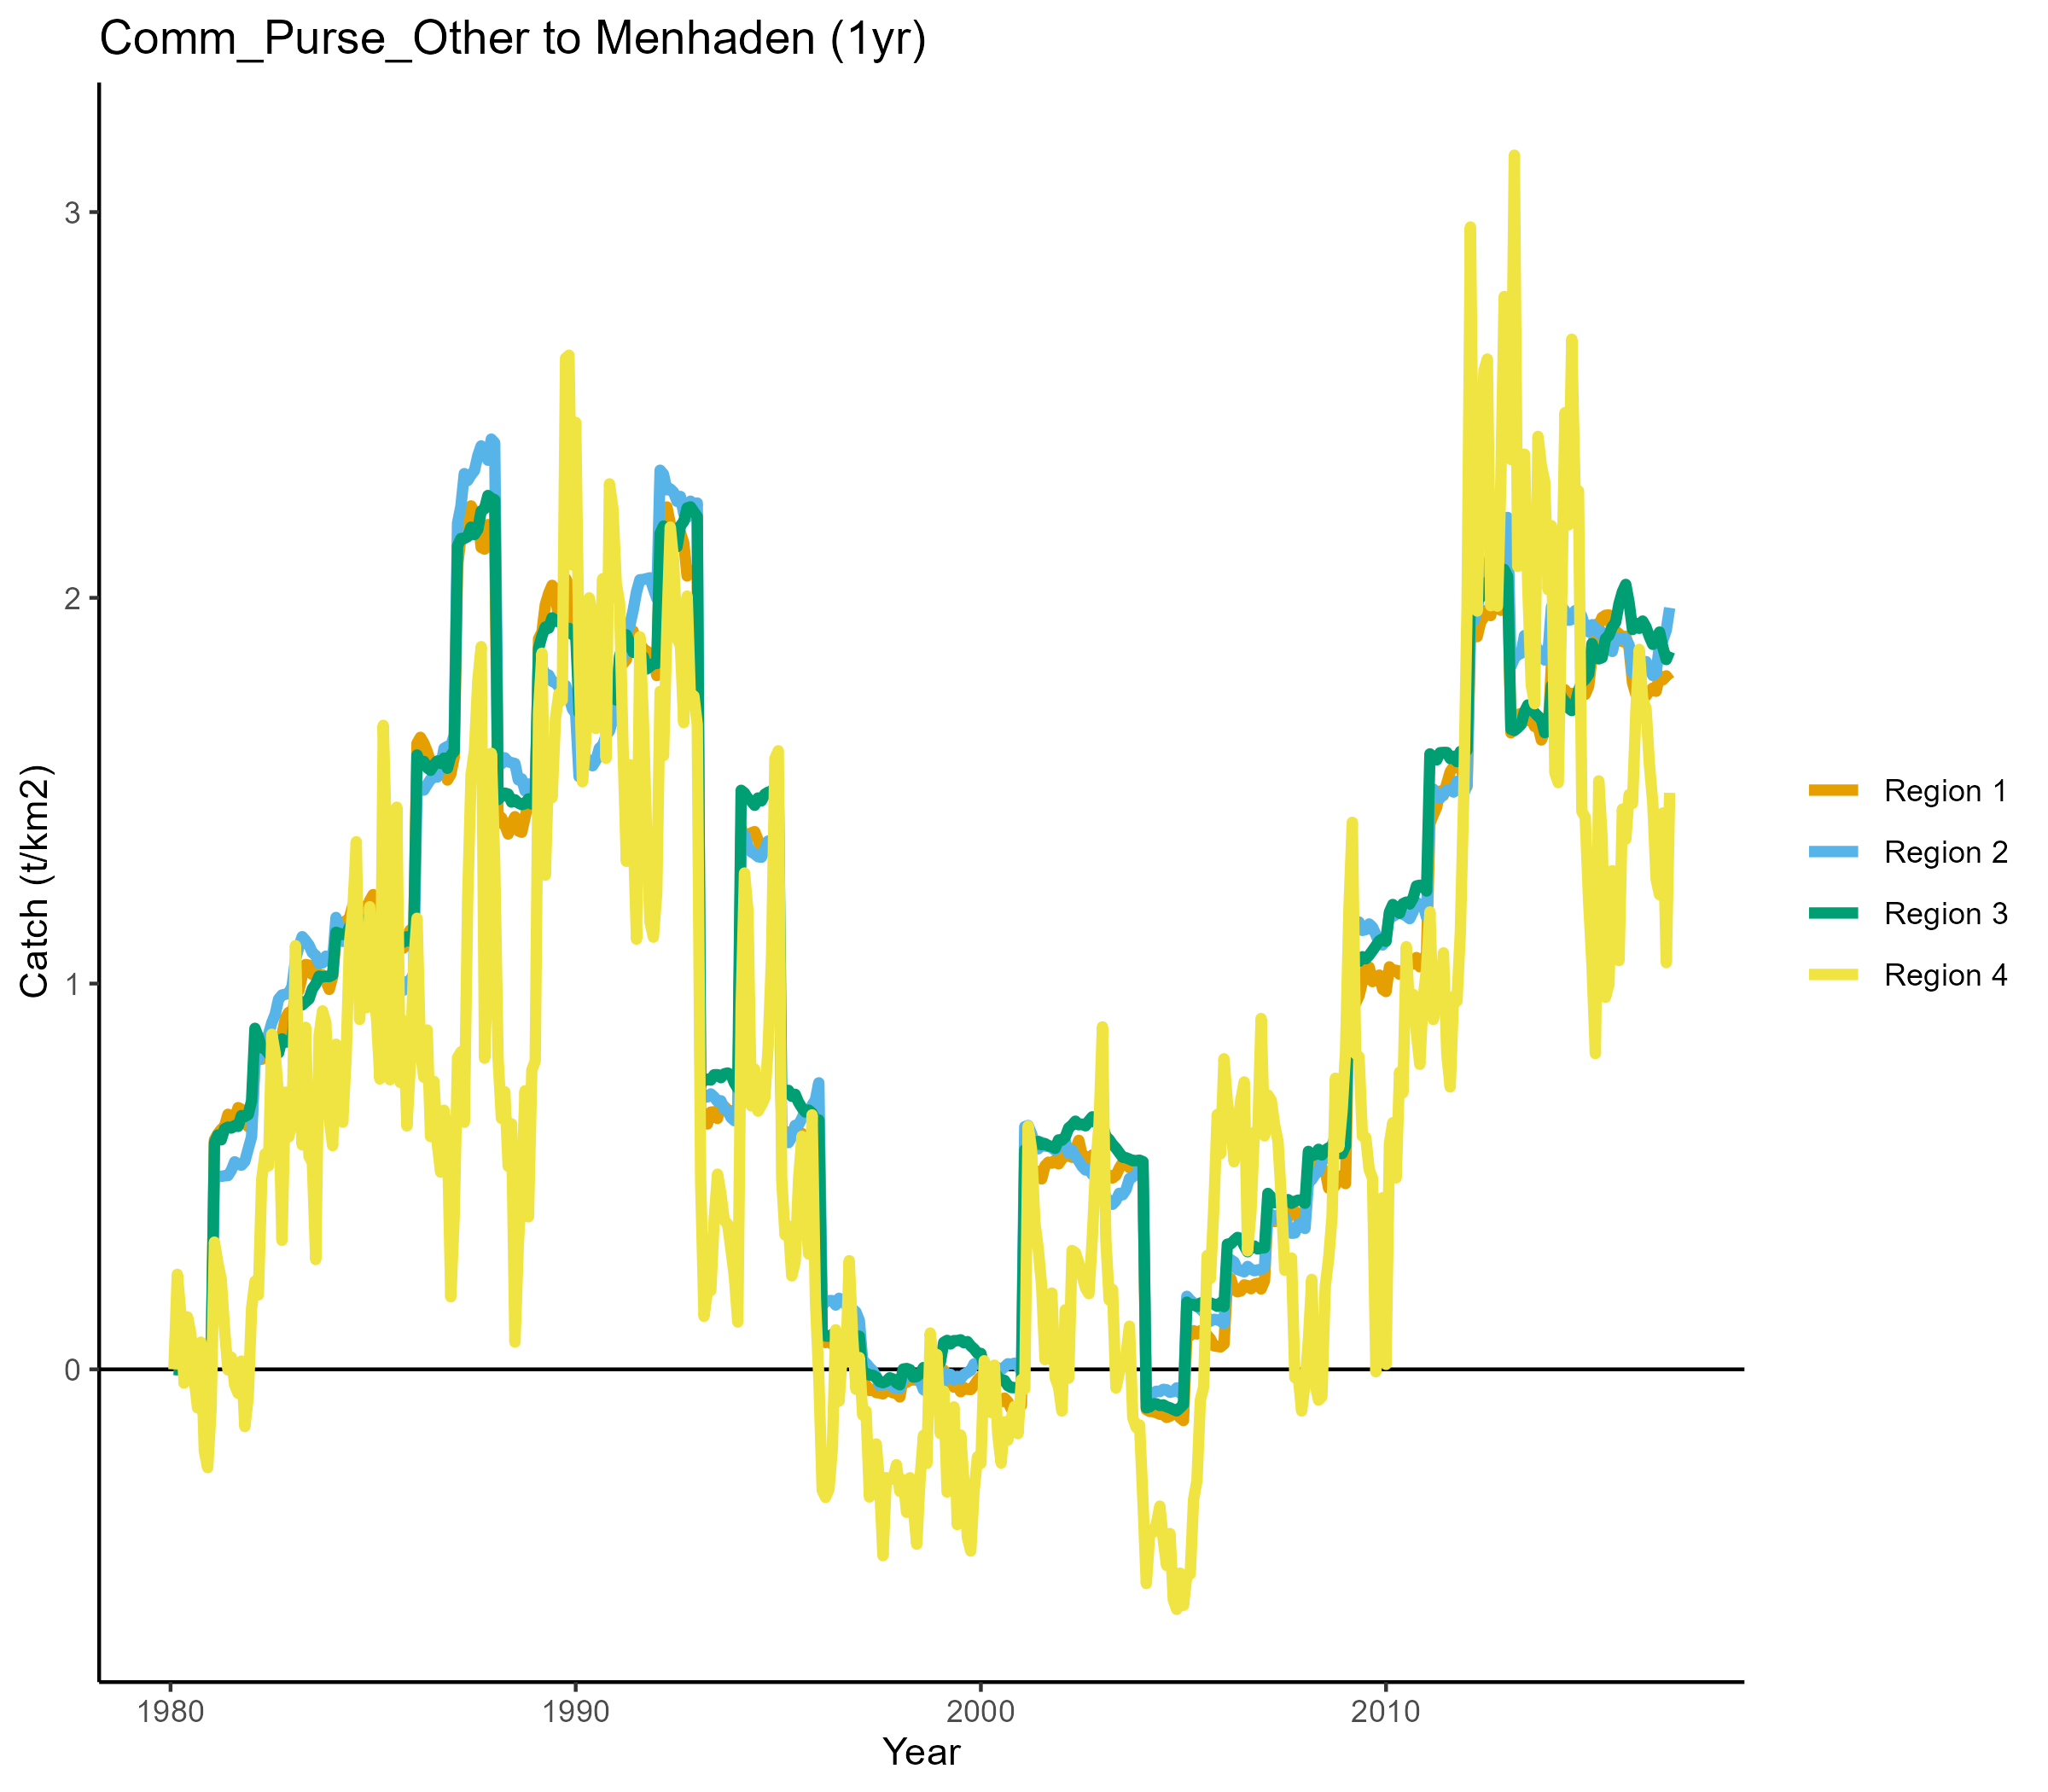 Comm_Purse_Other to Menhaden (1yr)
Catch (t/km2)
3
2
1
0
1980
1990
2000
2010
Year
Region 1
Region 2
Region 3
Region 4